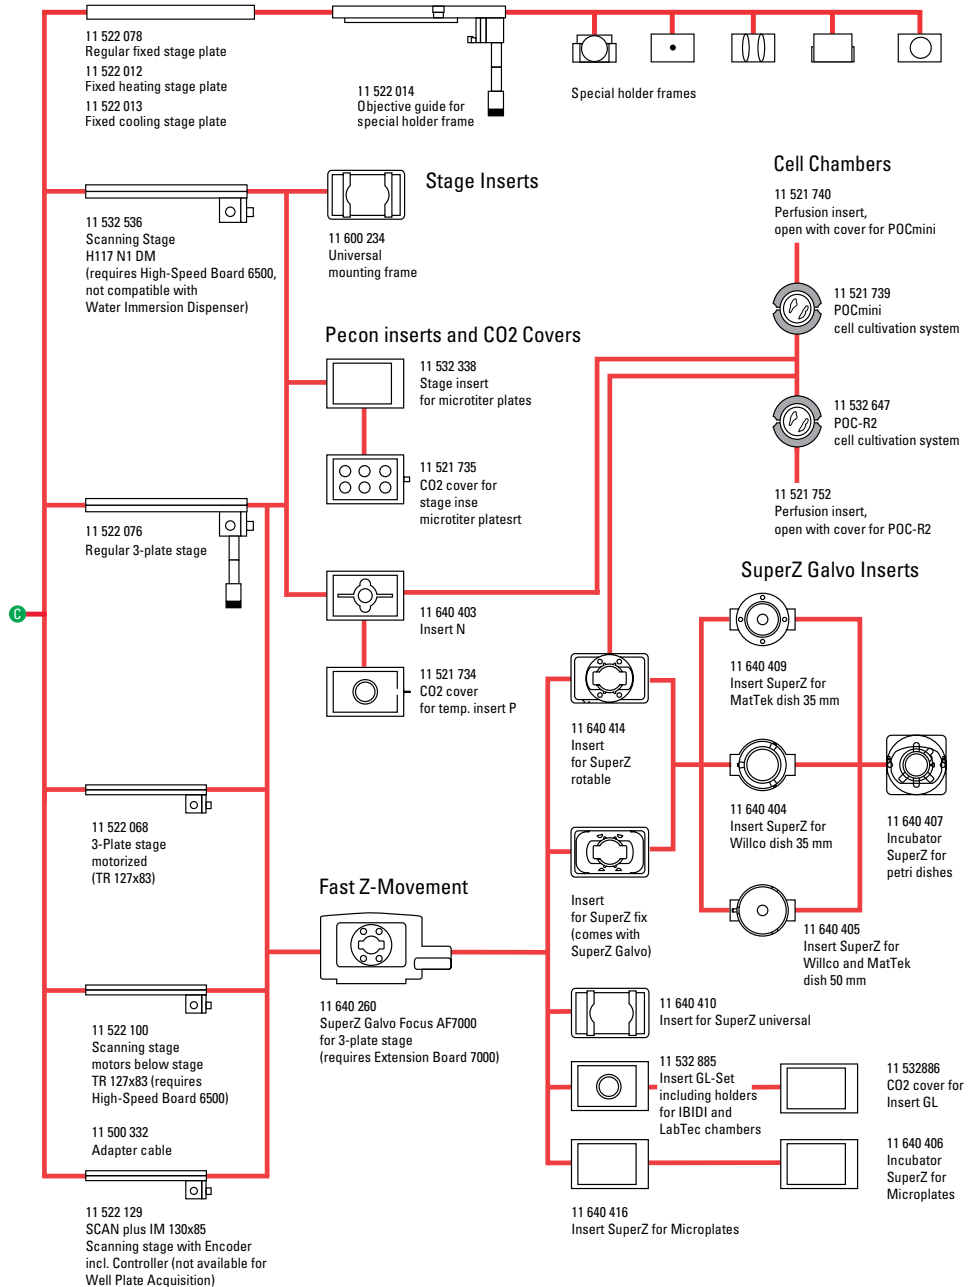 11 522 078
Regular fixed stage plate
11 522 012
Fixed heating stage plate
11 522 013
Fixed cooling stage plate
11 522 014
Objective guide for
special holder frame
Special holder frames
11 532 536
Scanning Stage
H117 N1 DM
(requires High-Speed Board 6500,
not compatible with
Water Immersion Dispenser)
Stage Inserts
11 600 234
Universal
mounting frame
Cell Chambers
11 521 740
Perfusion insert,
open with cover for POCmini
11 521 739
POCmini
cell cultivation system
11 532 647
POC-R2
cell cultivation system
11 521 752
Perfusion insert,
open with cover for POC-R2
Pecon inserts and CO2 Covers
11 532 338
Stage insert
for microtiter plates
11 521 735
CO2 cover for
stage inse
microtiter platesrt
11 522 076
Regular 3-plate stage
11 640 403
Insert N
11 521 734
CO2 cover
for temp. insert P
C
SuperZ Galvo Inserts
11 640 409
Insert SuperZ for
MatTek dish 35 mm
11 640 414
Insert
for SuperZ
rotable
11 640 404
Insert SuperZ for
Willco dish 35 mm
11 640 407
Incubator
SuperZ for
petri dishes
11 522 068
3-Plate stage
motorized
(TR 127x83)
Fast Z-Movement
Insert
for SuperZ fix
(comes with
SuperZ Galvo)
11 640 405
Insert SuperZ for
Willco and MatTek
dish 50 mm
11 640 260
SuperZ Galvo Focus AF7000
for 3-plate stage
(requires Extension Board 7000)
11 640 410
Insert for SuperZ universal
11 522 100
Scanning stage
motors below stage
TR 127x83 (requires
High-Speed Board 6500)
11 500 332
Adapter cable
11 532 885
Insert GL-Set
including holders
for IBIDI and
LabTec chambers
11 532886
CO2 cover for
Insert GL
11 640 406
Incubator
SuperZ for
Microplates
11 640 416
Insert SuperZ for Microplates
11 522 129
SCAN plus IM 130x85
Scanning stage with Encoder
incl. Controller (not available for
Well Plate Acquisition)